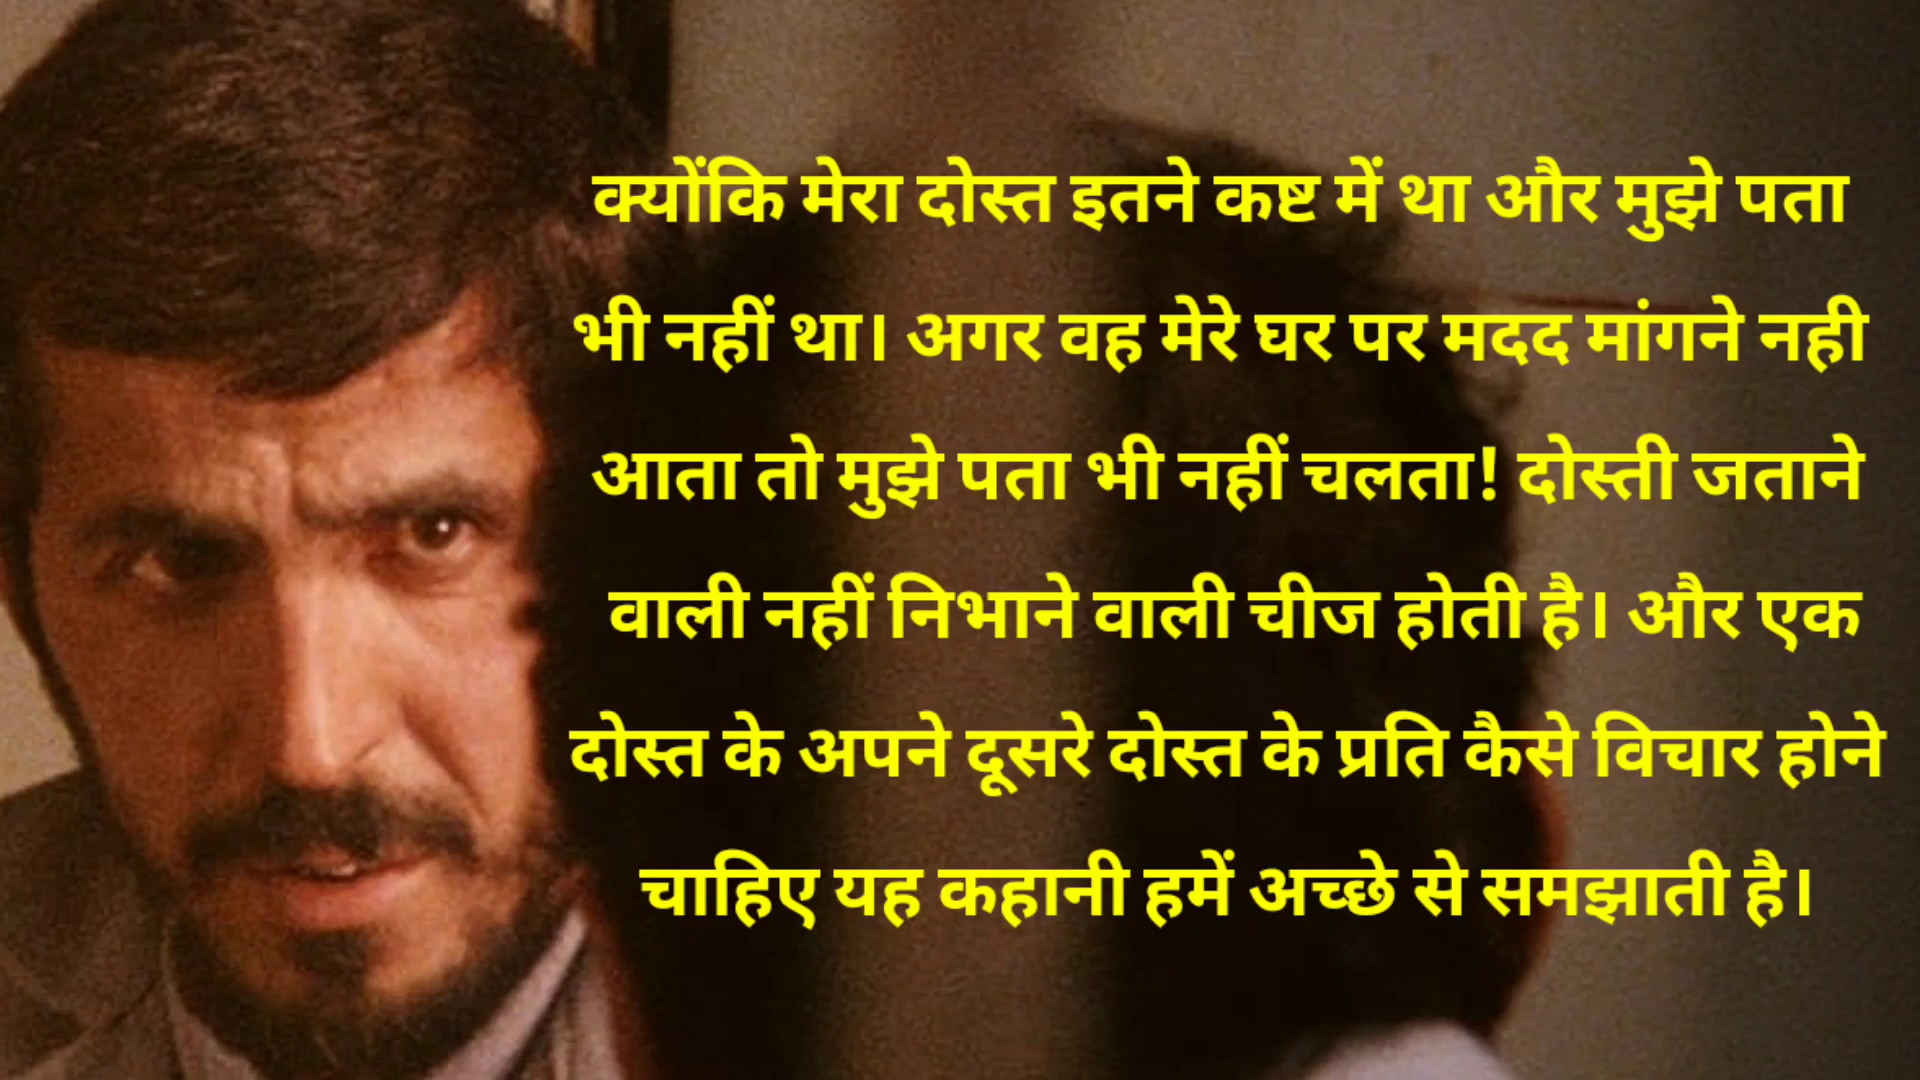 क्योंकि मेरा दोस्त इतने कष्ट में था और मुझे पता
भी नहीं था। अगर वह मेरे घर पर मदद मांगने नही
आता तो मुझे पता भी नहीं चलता! दोस्ती जताने
वाली नहीं निभाने वाली चीज होती है। और एक
दोस्त के अपने दूसरे दोस्त के प्रति कैसे विचार होने
चाहिए यह कहानी हमें अच्छे से समझाती है।